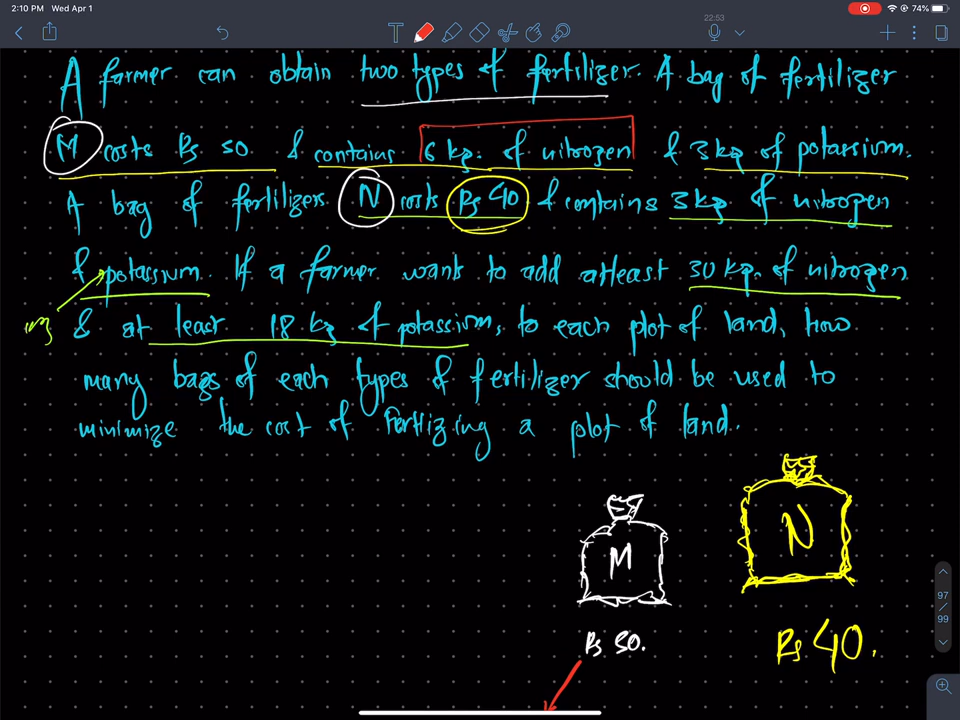 2:10 PM Wed Apr 1
74%
22:53
T
A farmer can obtain two types of fertilizer. A bag of fertilizer
M costs Rs 50 & contains 6 kg. of nitrogen & 3 kg of potassium.
A bag of fertilizers N costs Rs 40 & contains 3 kg of nitrogen
& potassium. If a farmer wants to add atleast 30 kg. of nitrogen
& at least 18 kg of potassium, to each plot of land, how
many bags of each types of fertilizer should be used to
minimize the cost of fertlizing a plot of land.
M
N
Rs 50.
Rs 40.
97
/
99